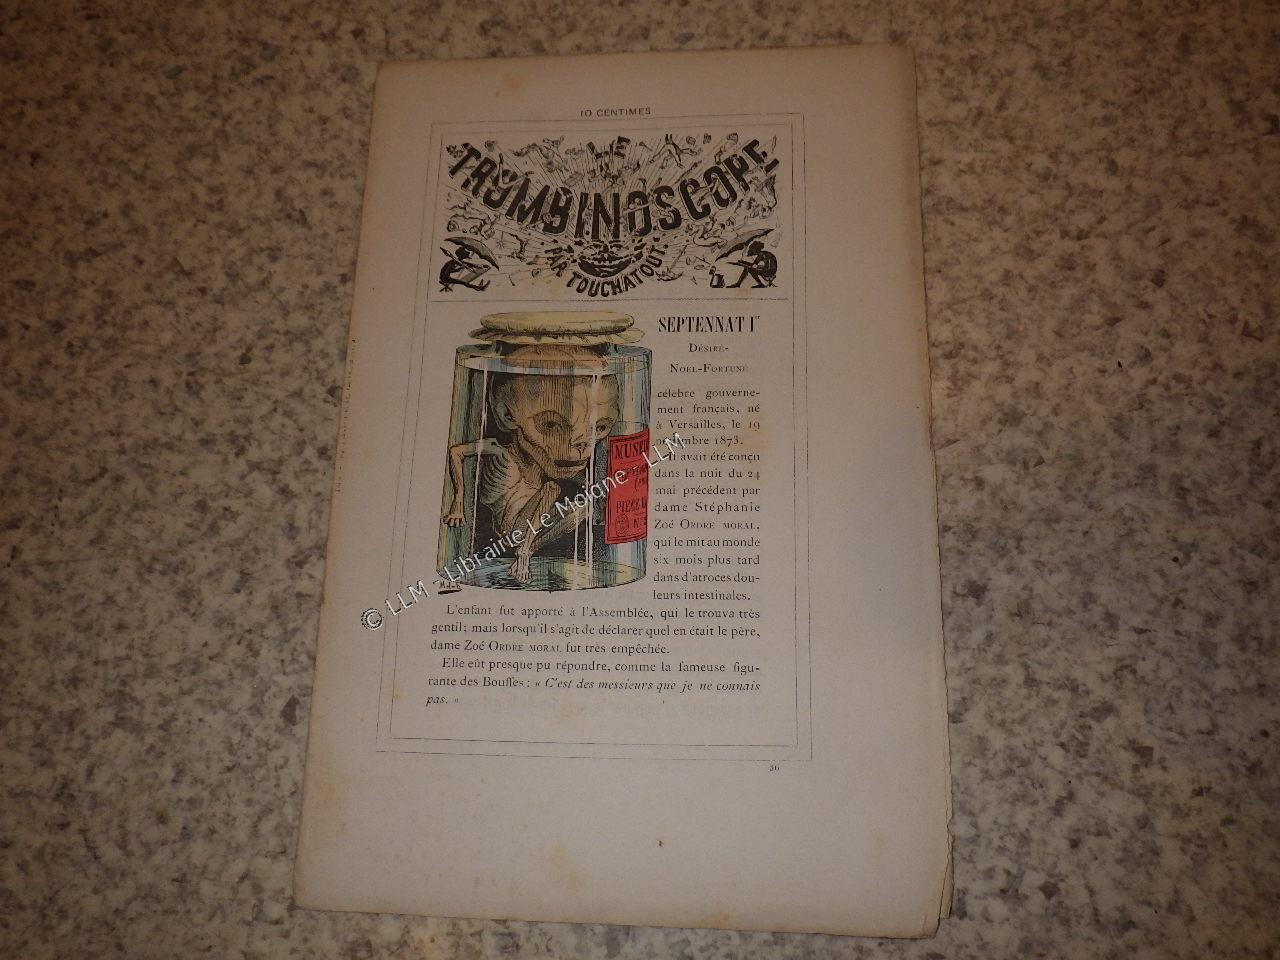 10 CENTIMES
LE
TROMBINOSCOPE
PAR TOUCHATOUT
SEPTENNAT Ier
DÉSIRÉ-
NOEL-FORTUNÉ
célèbre gouverne-
ment français, né
à Versailles, le 19
novembre 1873.
Il avait été conçu
dans la nuit du 24
mai précédent par
dame Stéphanie
Zoé ORDRE MORAL,
qui le mit au monde
six mois plus tard
dans d'atroces dou-
leurs intestinales.
MUSÉE
PIÈCE
L'enfant fut apporté à l'Assemblée, qui le trouva très
gentil; mais lorsqu'il s'agit de déclarer quel en était le père,
dame Zoé ORDRE MORAL fut très empêchée.
Elle eût presque pu répondre, comme la fameuse figu-
rante des Bouffes : « C'est des messieurs que je ne connais
pas. »
36
© LLM - Librairie Le Moigne - LLM